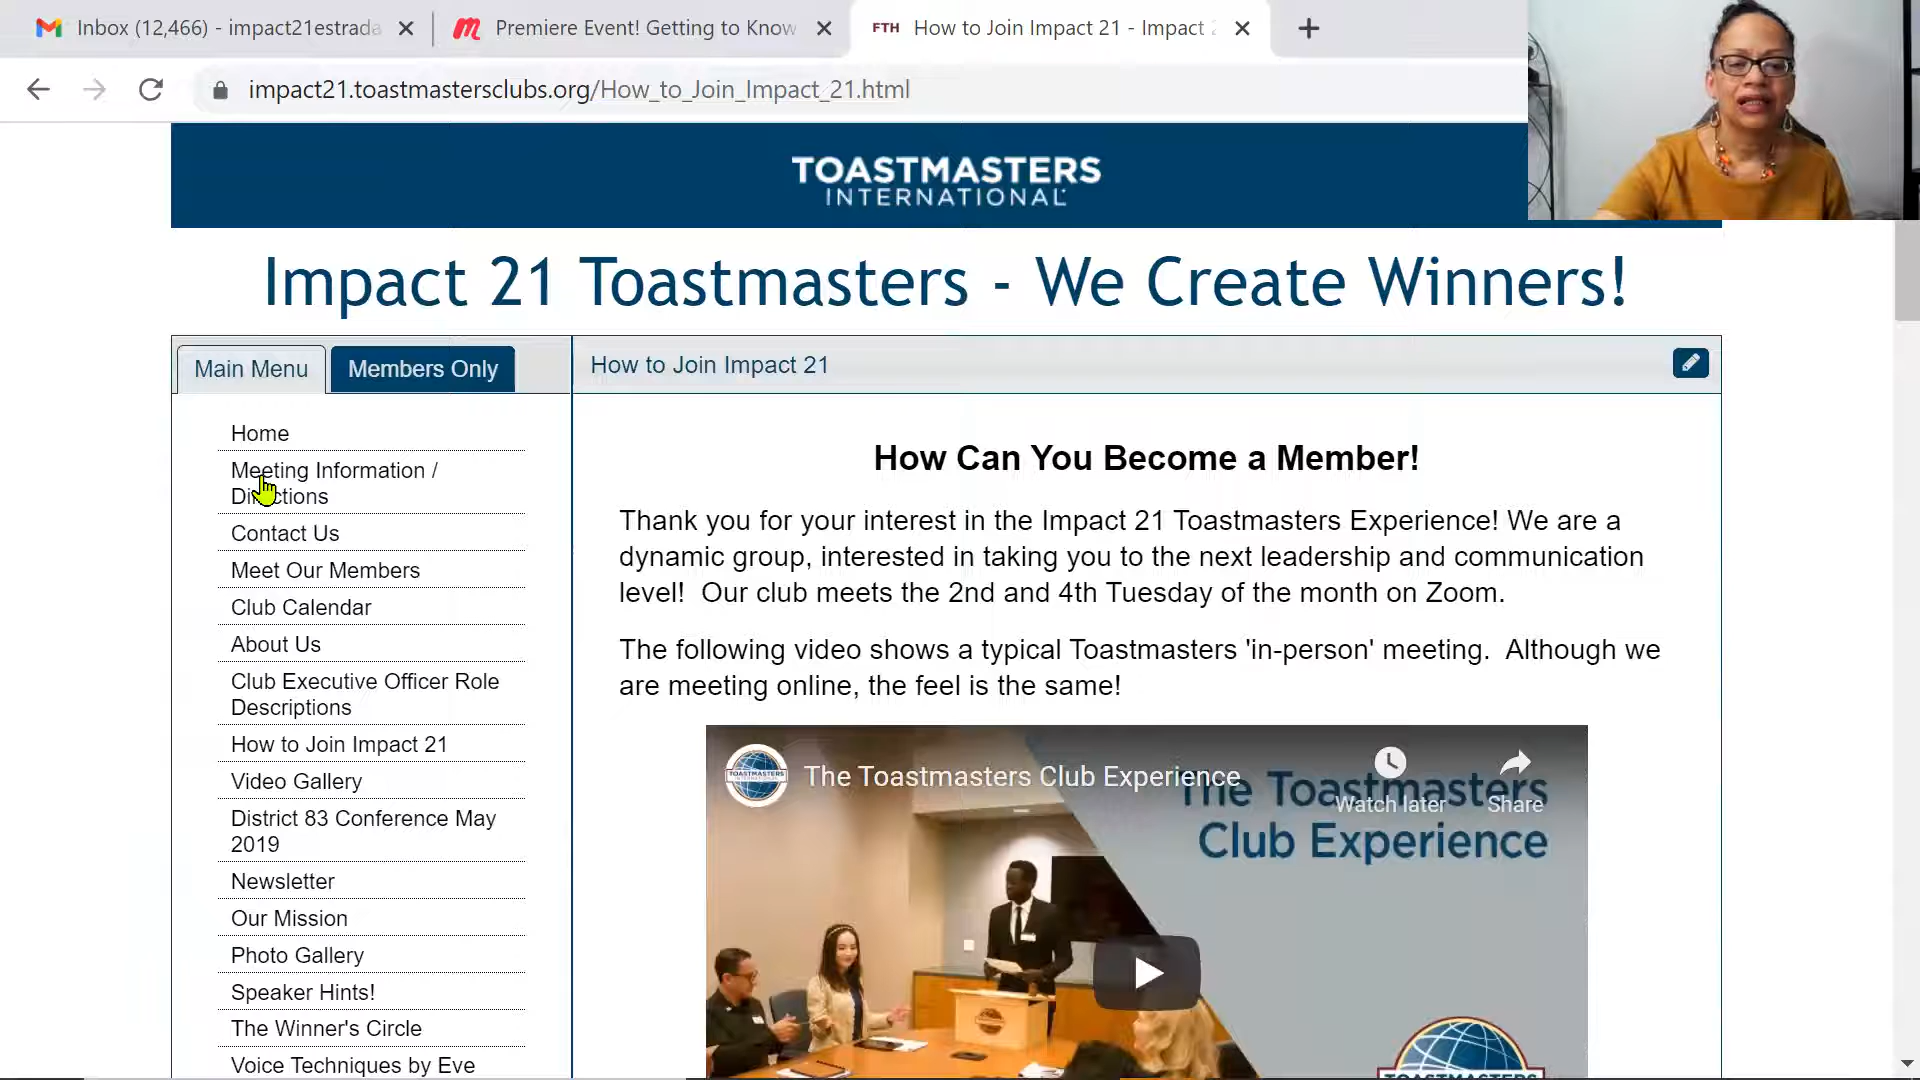 Inbox (12,466) - impact21estrada
Premiere Event! Getting to Know
FTH How to Join Impact 21 - Impact 2
impact21.toastmastersclubs.org/How_to_Join_Impact_21.html
TOASTMASTERS
INTERNATIONAL
Impact 21 Toastmasters - We Create Winners!
Main Menu
Members Only
How to Join Impact 21
Home
Meeting Information /
Directions
Contact Us
Meet Our Members
Club Calendar
About Us
Club Executive Officer Role
Descriptions
How to Join Impact 21
Video Gallery
District 83 Conference May
2019
Newsletter
Our Mission
Photo Gallery
Speaker Hints!
The Winner's Circle
Voice Techniques by Eve
How Can You Become a Member!
Thank you for your interest in the Impact 21 Toastmasters Experience! We are a
dynamic group, interested in taking you to the next leadership and communication
level!  Our club meets the 2nd and 4th Tuesday of the month on Zoom.
The following video shows a typical Toastmasters 'in-person' meeting.  Although we
are meeting online, the feel is the same!
TOASTMASTERS
The Toastmasters Club Experience
Watch later
Share
The Toastmasters
Club Experience
TOASTMASTERS